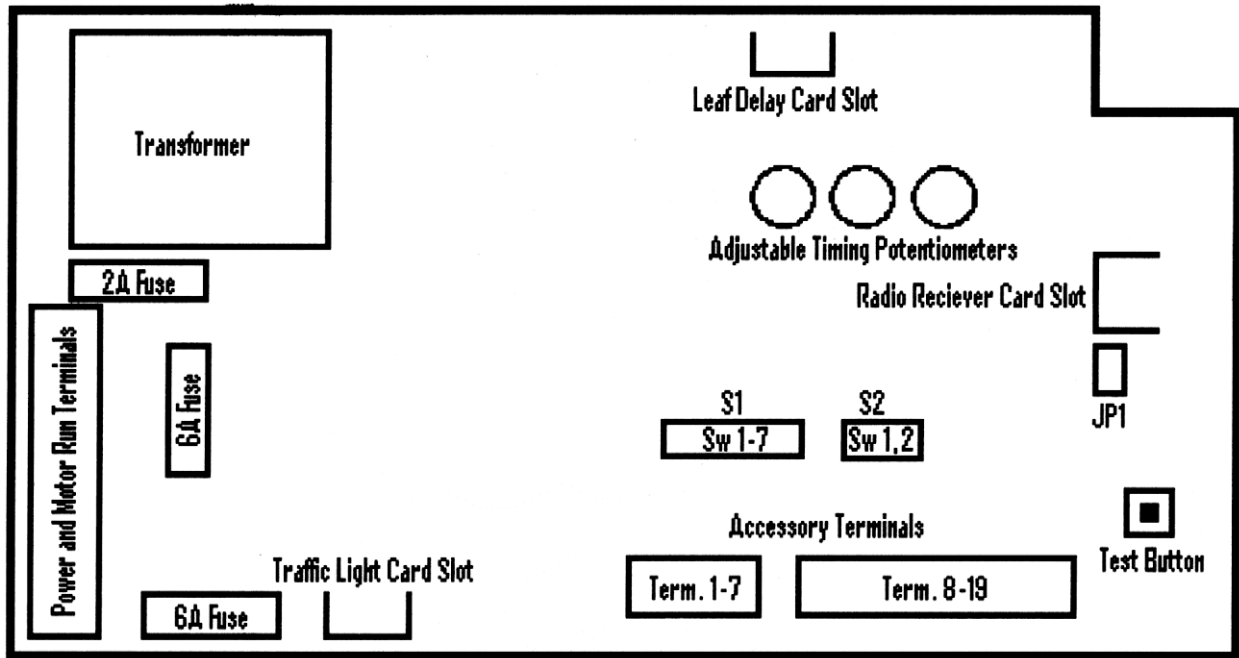 Leaf Delay Card Slot
Transformer
Adjustable Timing Potentiometers
2A Fuse
Radio Reciever Card Slot
Power and Motor Run Terminals
6A Fuse
S1
S2
JP1
Sw 1-7
Sw 1,2
Accessory Terminals
Test Button
Traffic Light Card Slot
Term. 1-7
Term. 8-19
6A Fuse